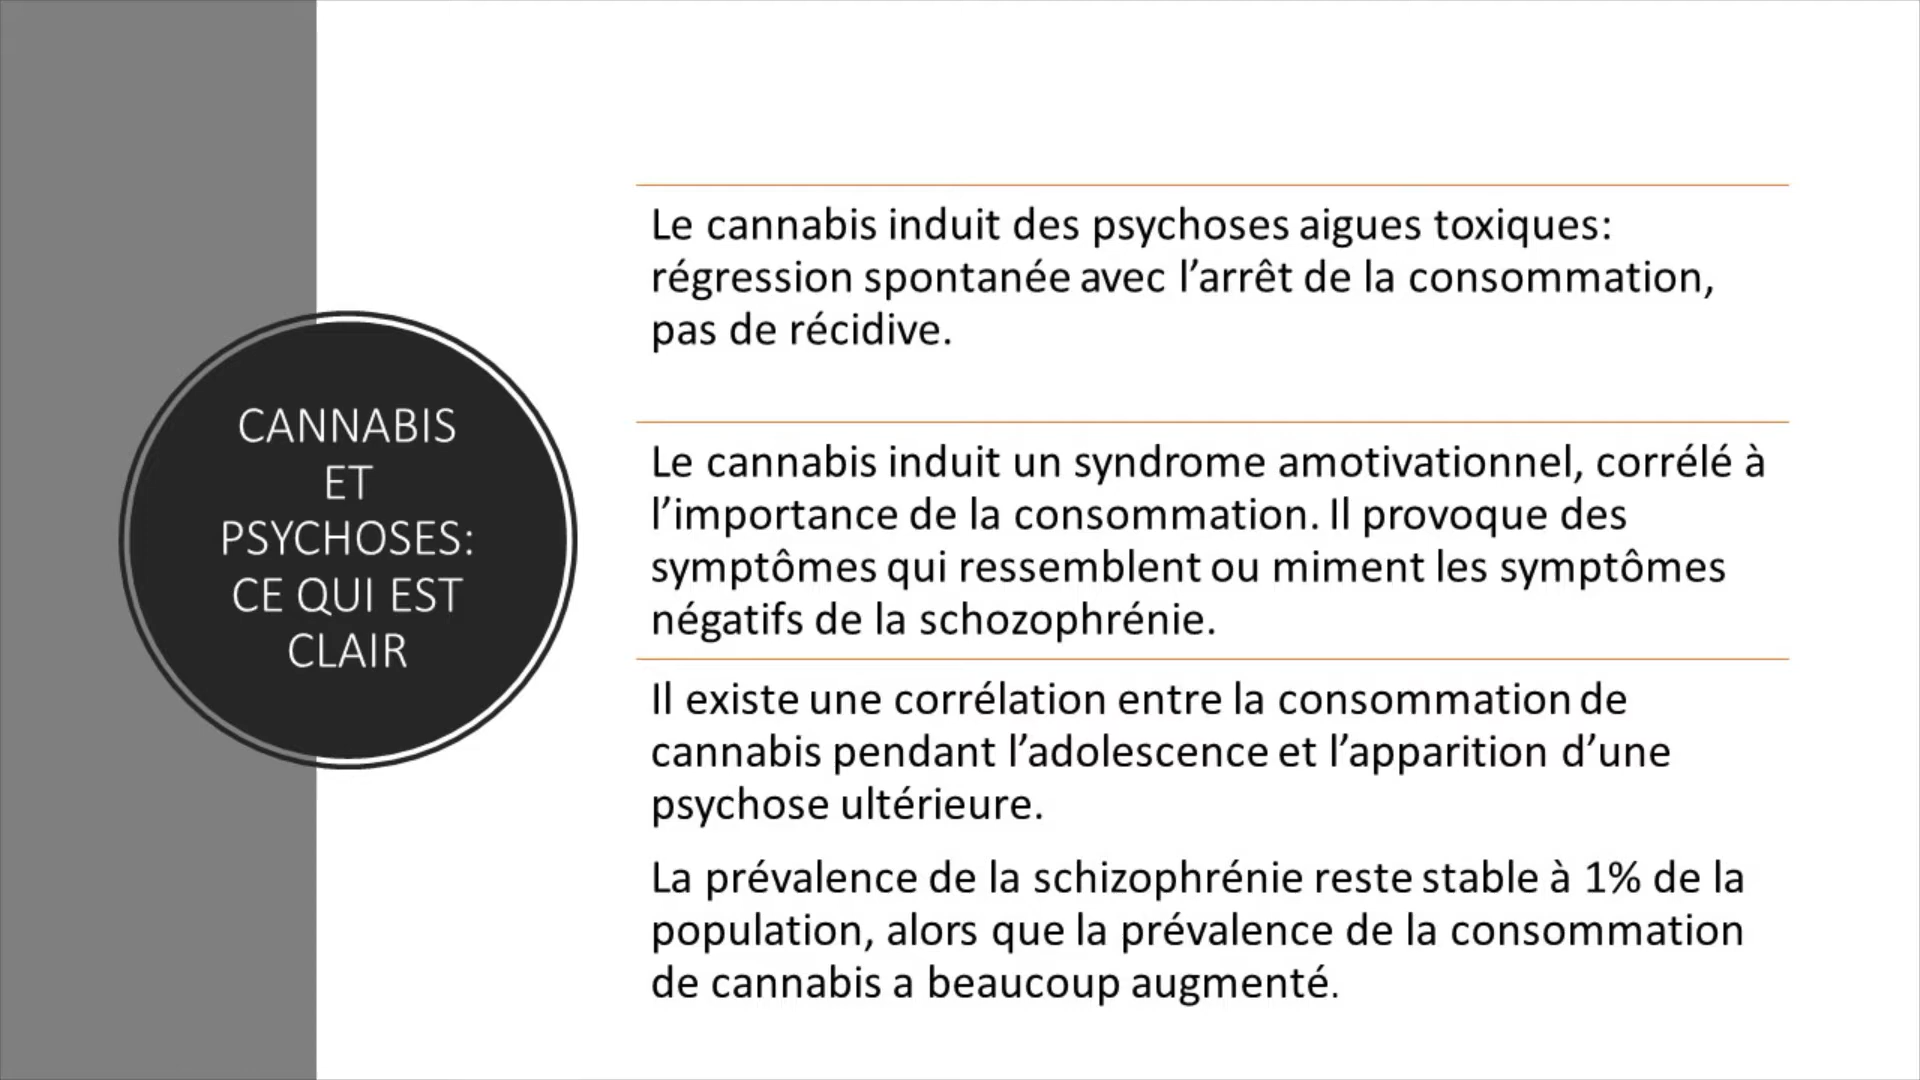 CANNABIS
ET
PSYCHOSES:
CE QUI EST
CLAIR
Le cannabis induit des psychoses aigues toxiques:
régression spontanée avec l’arrêt de la consommation,
pas de récidive.
Le cannabis induit un syndrome amotivationnel, corrélé à
l’importance de la consommation. Il provoque des
symptômes qui ressemblent ou miment les symptômes
négatifs de la schozophrénie.
Il existe une corrélation entre la consommation de
cannabis pendant l’adolescence et l’apparition d’une
psychose ultérieure.
La prévalence de la schizophrénie reste stable à 1% de la
population, alors que la prévalence de la consommation
de cannabis a beaucoup augmenté.